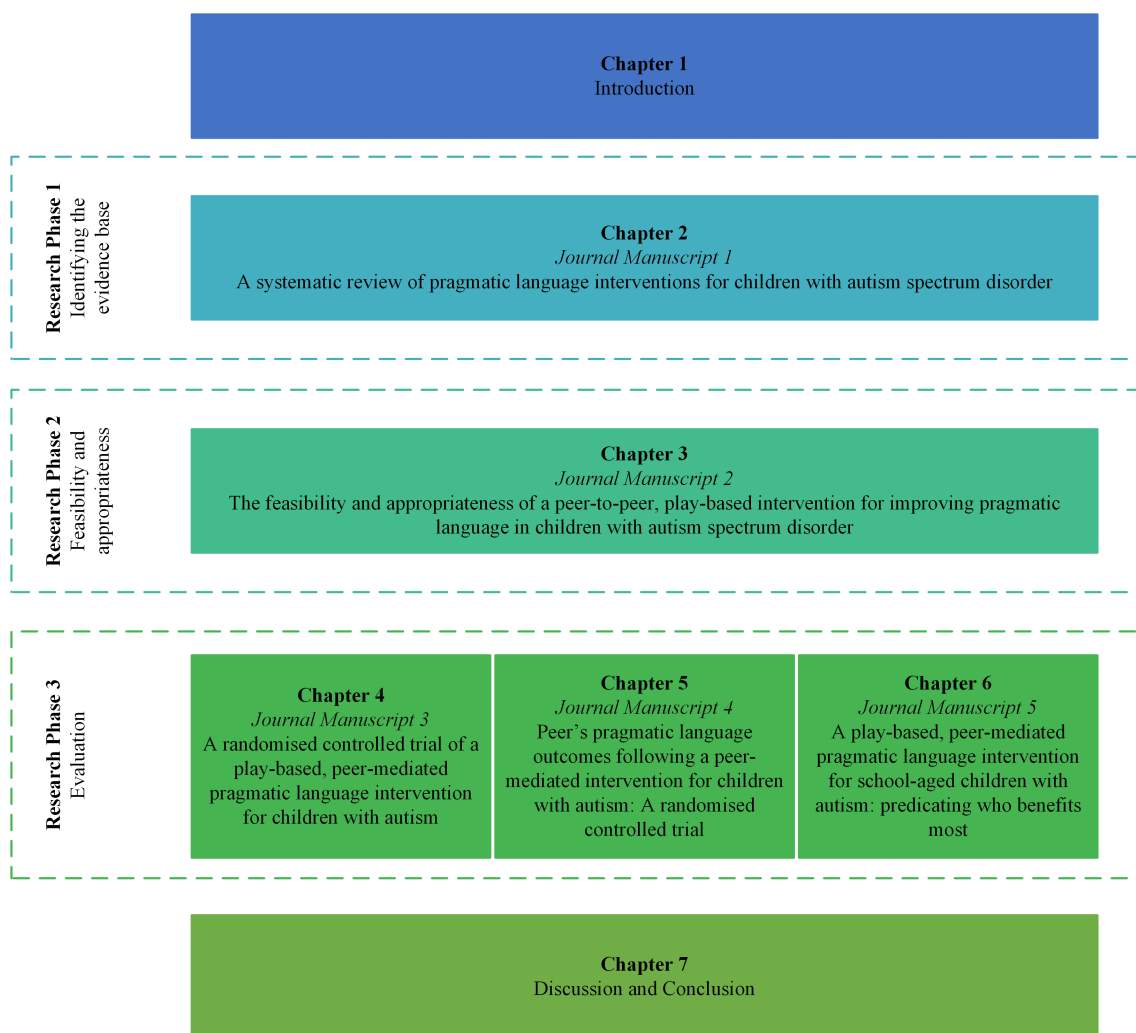 Chapter 1
Introduction
Research Phase 1
Identifying the
evidence base
Chapter 2
Journal Manuscript 1
A systematic review of pragmatic language interventions for children with autism spectrum disorder
Research Phase 2
Feasibility and
appropriateness
Chapter 3
Journal Manuscript 2
The feasibility and appropriateness of a peer-to-peer, play-based intervention for improving pragmatic
language in children with autism spectrum disorder
Research Phase 3
Evaluation
Chapter 4
Journal Manuscript 3
A randomised controlled trial of a
play-based, peer-mediated
pragmatic language intervention
for children with autism
Chapter 5
Journal Manuscript 4
Peer's pragmatic language
outcomes following a peer-
mediated intervention for children
with autism: A randomised
controlled trial
Chapter 6
Journal Manuscript 5
A play-based, peer-mediated
pragmatic language intervention
for school-aged children with
autism: predicating who benefits
most
Chapter 7
Discussion and Conclusion